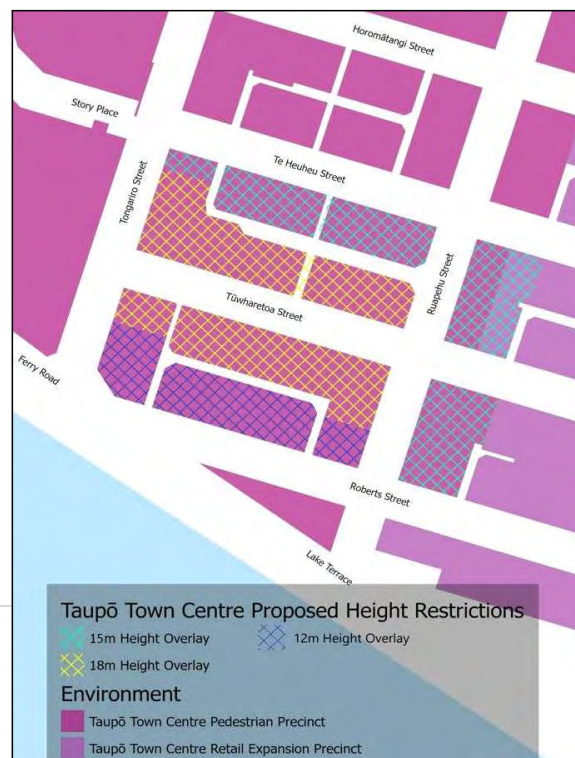 Horomātangi Street
Story Place
Te Heuheu Street
Tongariro Street
Ruapehu Street
Tūwharetoa Street
Ferry Road
Roberts Street
Lake Terrace
Taupō Town Centre Proposed Height Restrictions
15m Height Overlay
12m Height Overlay
18m Height Overlay
Environment
Taupō Town Centre Pedestrian Precinct
Taupō Town Centre Retail Expansion Precinct